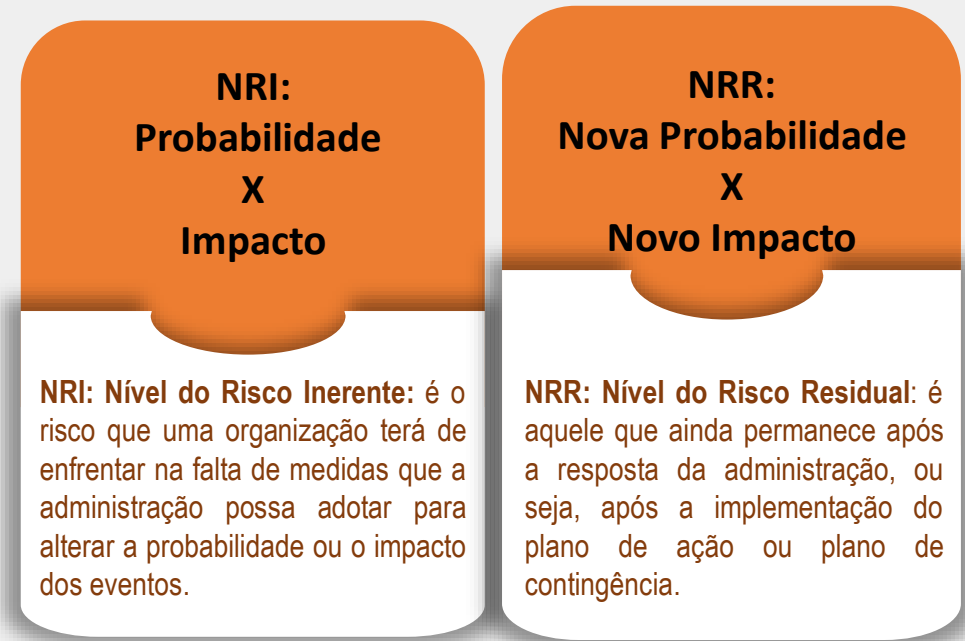 NRI:
Probabilidade
X
Impacto
NRI: Nível do Risco Inerente: é o
risco que uma organização terá de
enfrentar na falta de medidas que a
administração possa adotar para
alterar a probabilidade ou o impacto
dos eventos.
NRR:
Nova Probabilidade
X
Novo Impacto
NRR: Nível do Risco Residual: é
aquele que ainda permanece após
a resposta da administração, ou
seja, após a implementação do
plano de ação ou plano de
contingência.